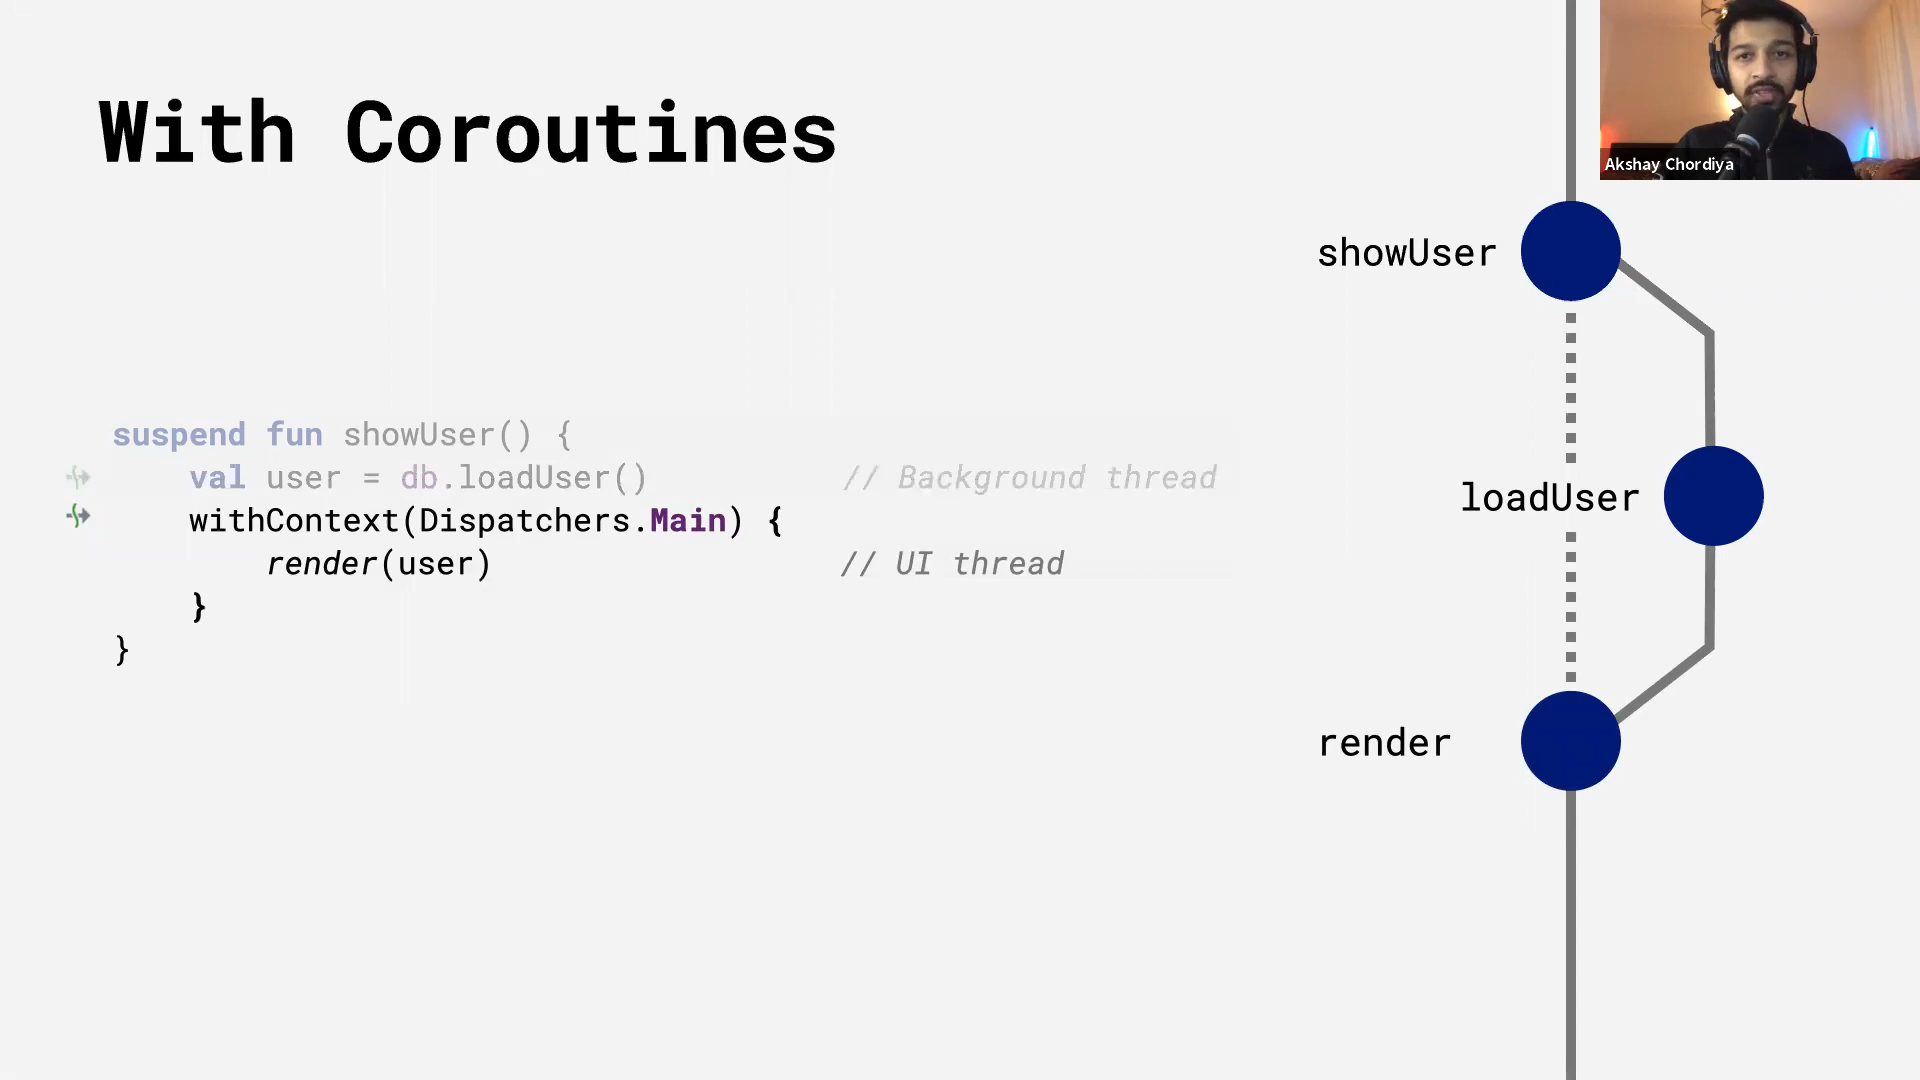 With Coroutines
Akshay Chordiya
showUser
suspend fun showUser() {
val user = db.loadUser() // Background thread
loadUser
withContext(Dispatchers.Main) {
render(user) // UI thread
}
}
render